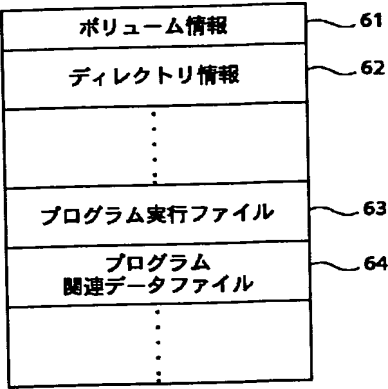 ボリューム情報 61
ディレクトリ情報 62
プログラム実行ファイル 63
プログラム 64
関連データファイル